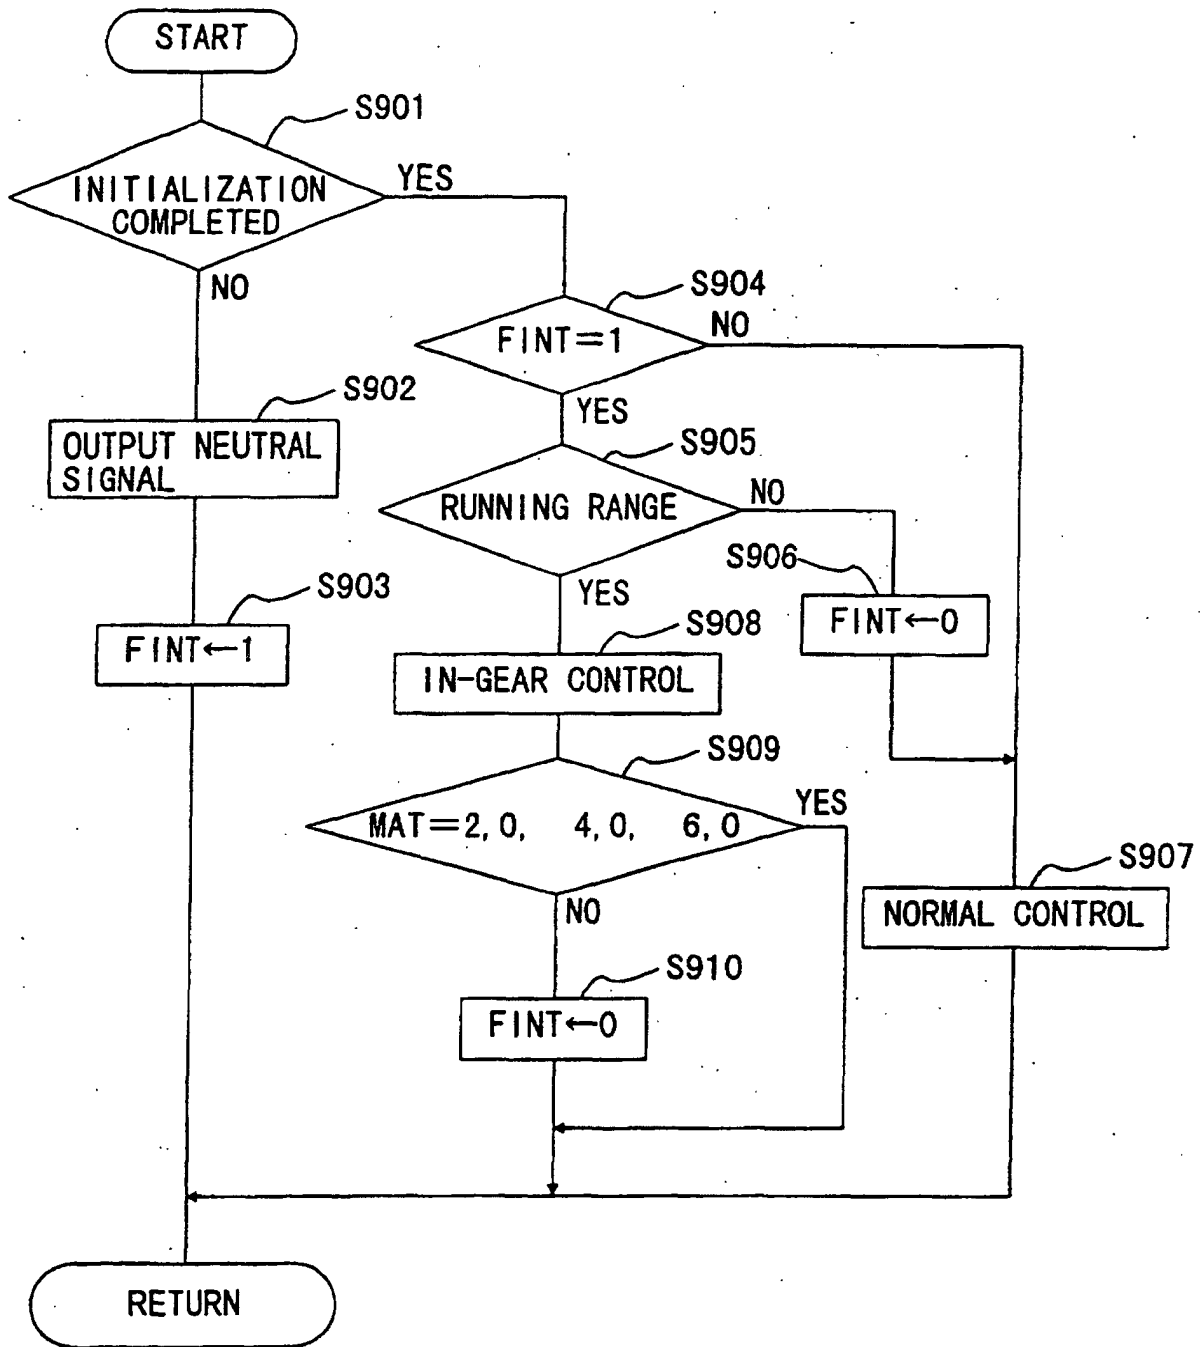 START
S901
INITIALIZATION
COMPLETED
YES
NO
S904
FINT=1
NO
YES
S902
OUTPUT NEUTRAL
SIGNAL
S905
RUNNING RANGE
NO
YES
S906
FINT←0
S903
FINT←1
S908
IN-GEAR CONTROL
S909
MAT=2,0, 4,0, 6,0
YES
NO
S907
NORMAL CONTROL
S910
FINT←0
RETURN